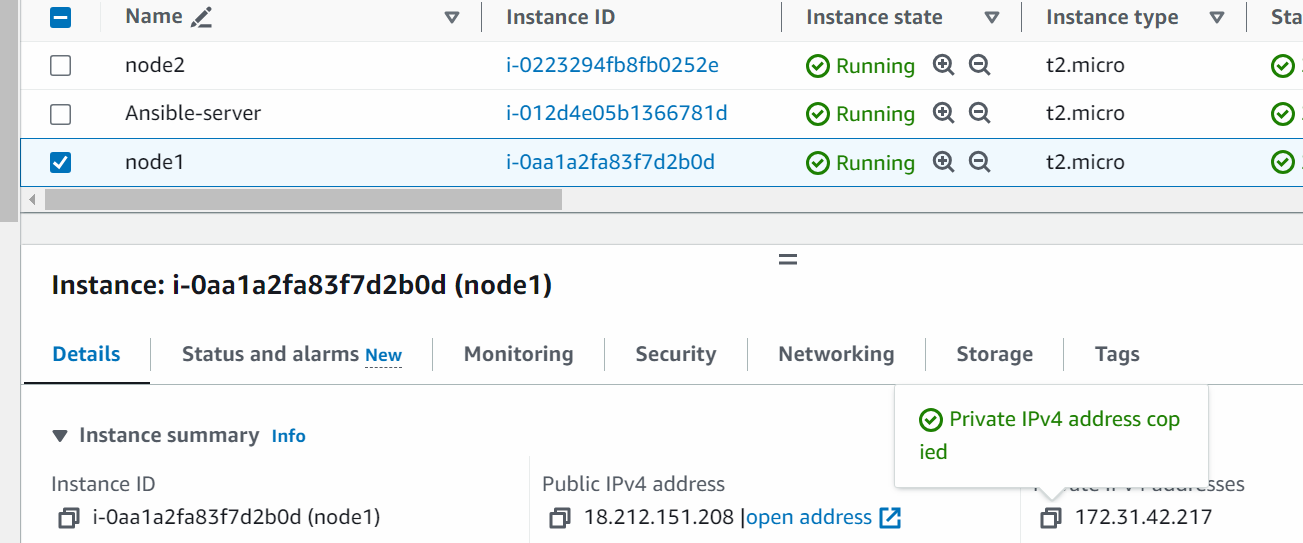 Name Instance ID Instance state Instance type Sta
node2 i-0223294fb8fb0252e Running t2.micro
Ansible-server i-012d4e05b1366781d Running t2.micro
node1 i-0aa1a2fa83f7d2b0d Running t2.micro
Instance: i-0aa1a2fa83f7d2b0d (node1)
Details Status and alarms New Monitoring Security Networking Storage Tags
Private IPv4 address cop
ied
Instance summary Info
Instance ID Public IPv4 address
i-0aa1a2fa83f7d2b0d (node1) 18.212.151.208 |open address 172.31.42.217